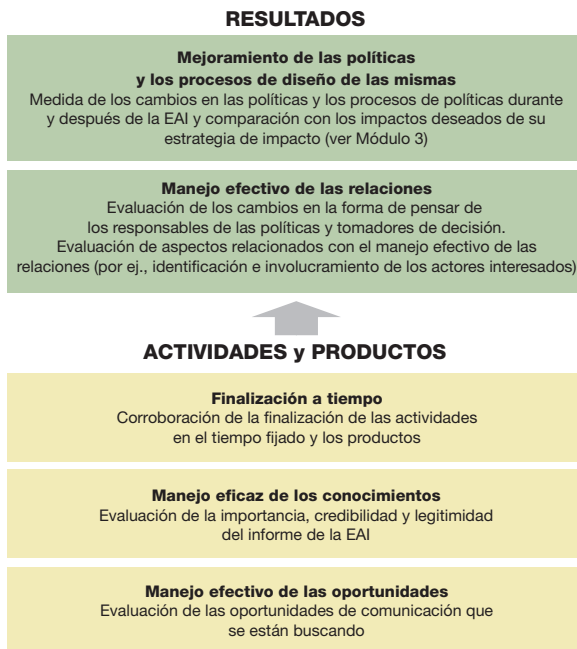 RESULTADOS
Mejoramiento de las políticas
y los procesos de diseño de las mismas
Medida de los cambios en las políticas y los procesos de políticas durante
y después de la EAI y comparación con los impactos deseados de su
estrategia de impacto (ver Módulo 3)
Manejo efectivo de las relaciones
Evaluación de los cambios en la forma de pensar de
los responsables de las políticas y tomadores de decisión.
Evaluación de aspectos relacionados con el manejo efectivo de las
relaciones (por ej., identificación e involucramiento de los actores interesados)
ACTIVIDADES y PRODUCTOS
Finalización a tiempo
Corroboración de la finalización de las actividades
en el tiempo fijado y los productos
Manejo eficaz de los conocimientos
Evaluación de la importancia, credibilidad y legitimidad
del informe de la EAI
Manejo efectivo de las oportunidades
Evaluación de las oportunidades de comunicación que
se están buscando